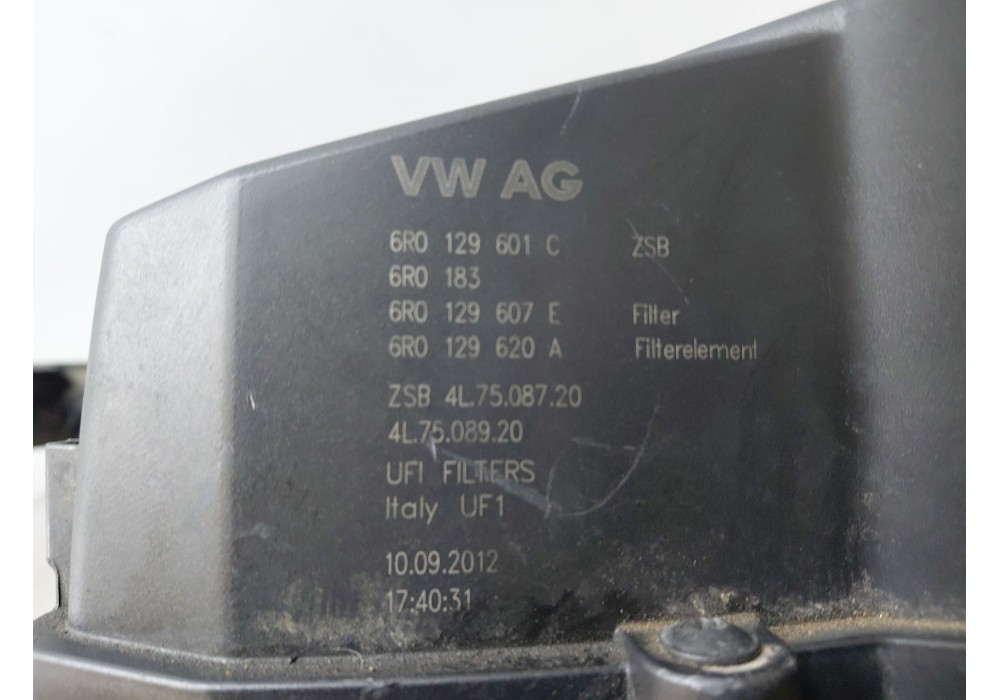 VW AG
6R0 129 601 C ZSB
6R0 183
6R0 129 607 E Filter
6R0 129 620 A Filterelement
ZSB 4L.75.087.20
4L.75.089.20
UFI FILTERS
Italy UF1
10.09.2012
17:40:31